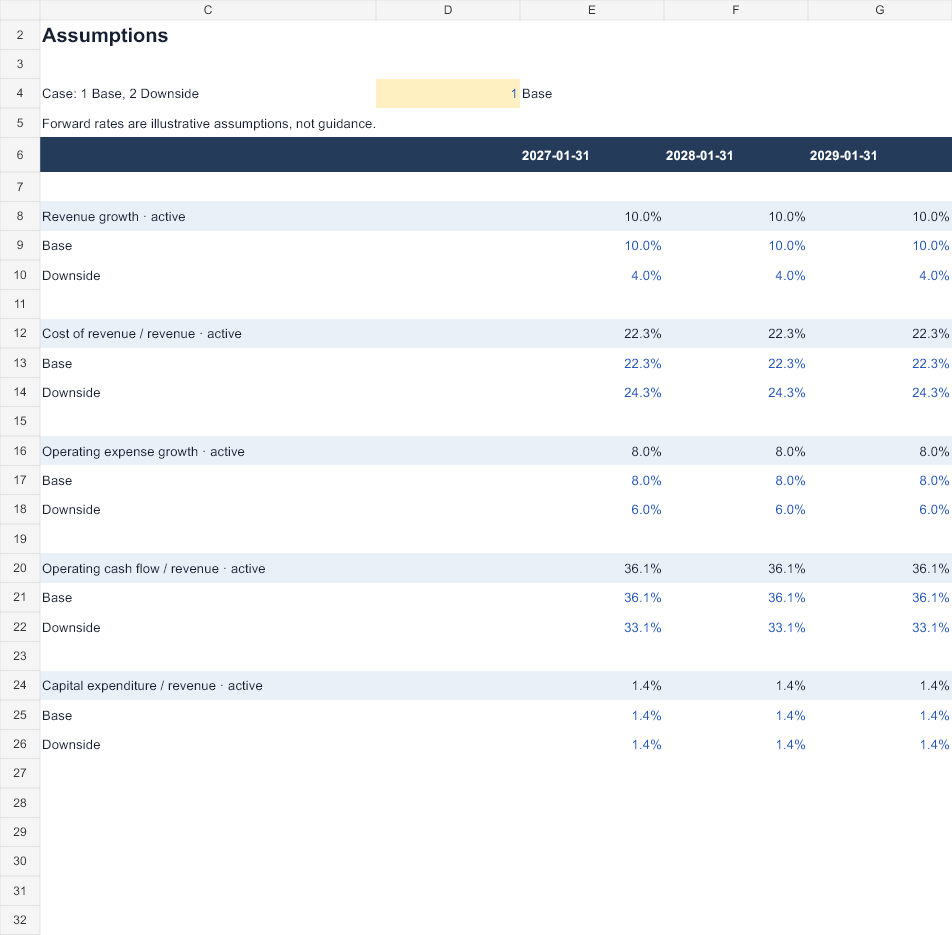 C D E F G
2 Assumptions
3
4 Case: 1 Base, 2 Downside 1 Base
5 Forward rates are illustrative assumptions, not guidance.
6 2027-01-31 2028-01-31 2029-01-31
7
8 Revenue growth · active 10.0% 10.0% 10.0%
9 Base 10.0% 10.0% 10.0%
10 Downside 4.0% 4.0% 4.0%
11
12 Cost of revenue / revenue · active 22.3% 22.3% 22.3%
13 Base 22.3% 22.3% 22.3%
14 Downside 24.3% 24.3% 24.3%
15
16 Operating expense growth · active 8.0% 8.0% 8.0%
17 Base 8.0% 8.0% 8.0%
18 Downside 6.0% 6.0% 6.0%
19
20 Operating cash flow / revenue · active 36.1% 36.1% 36.1%
21 Base 36.1% 36.1% 36.1%
22 Downside 33.1% 33.1% 33.1%
23
24 Capital expenditure / revenue · active 1.4% 1.4% 1.4%
25 Base 1.4% 1.4% 1.4%
26 Downside 1.4% 1.4% 1.4%
27
28
29
30
31
32